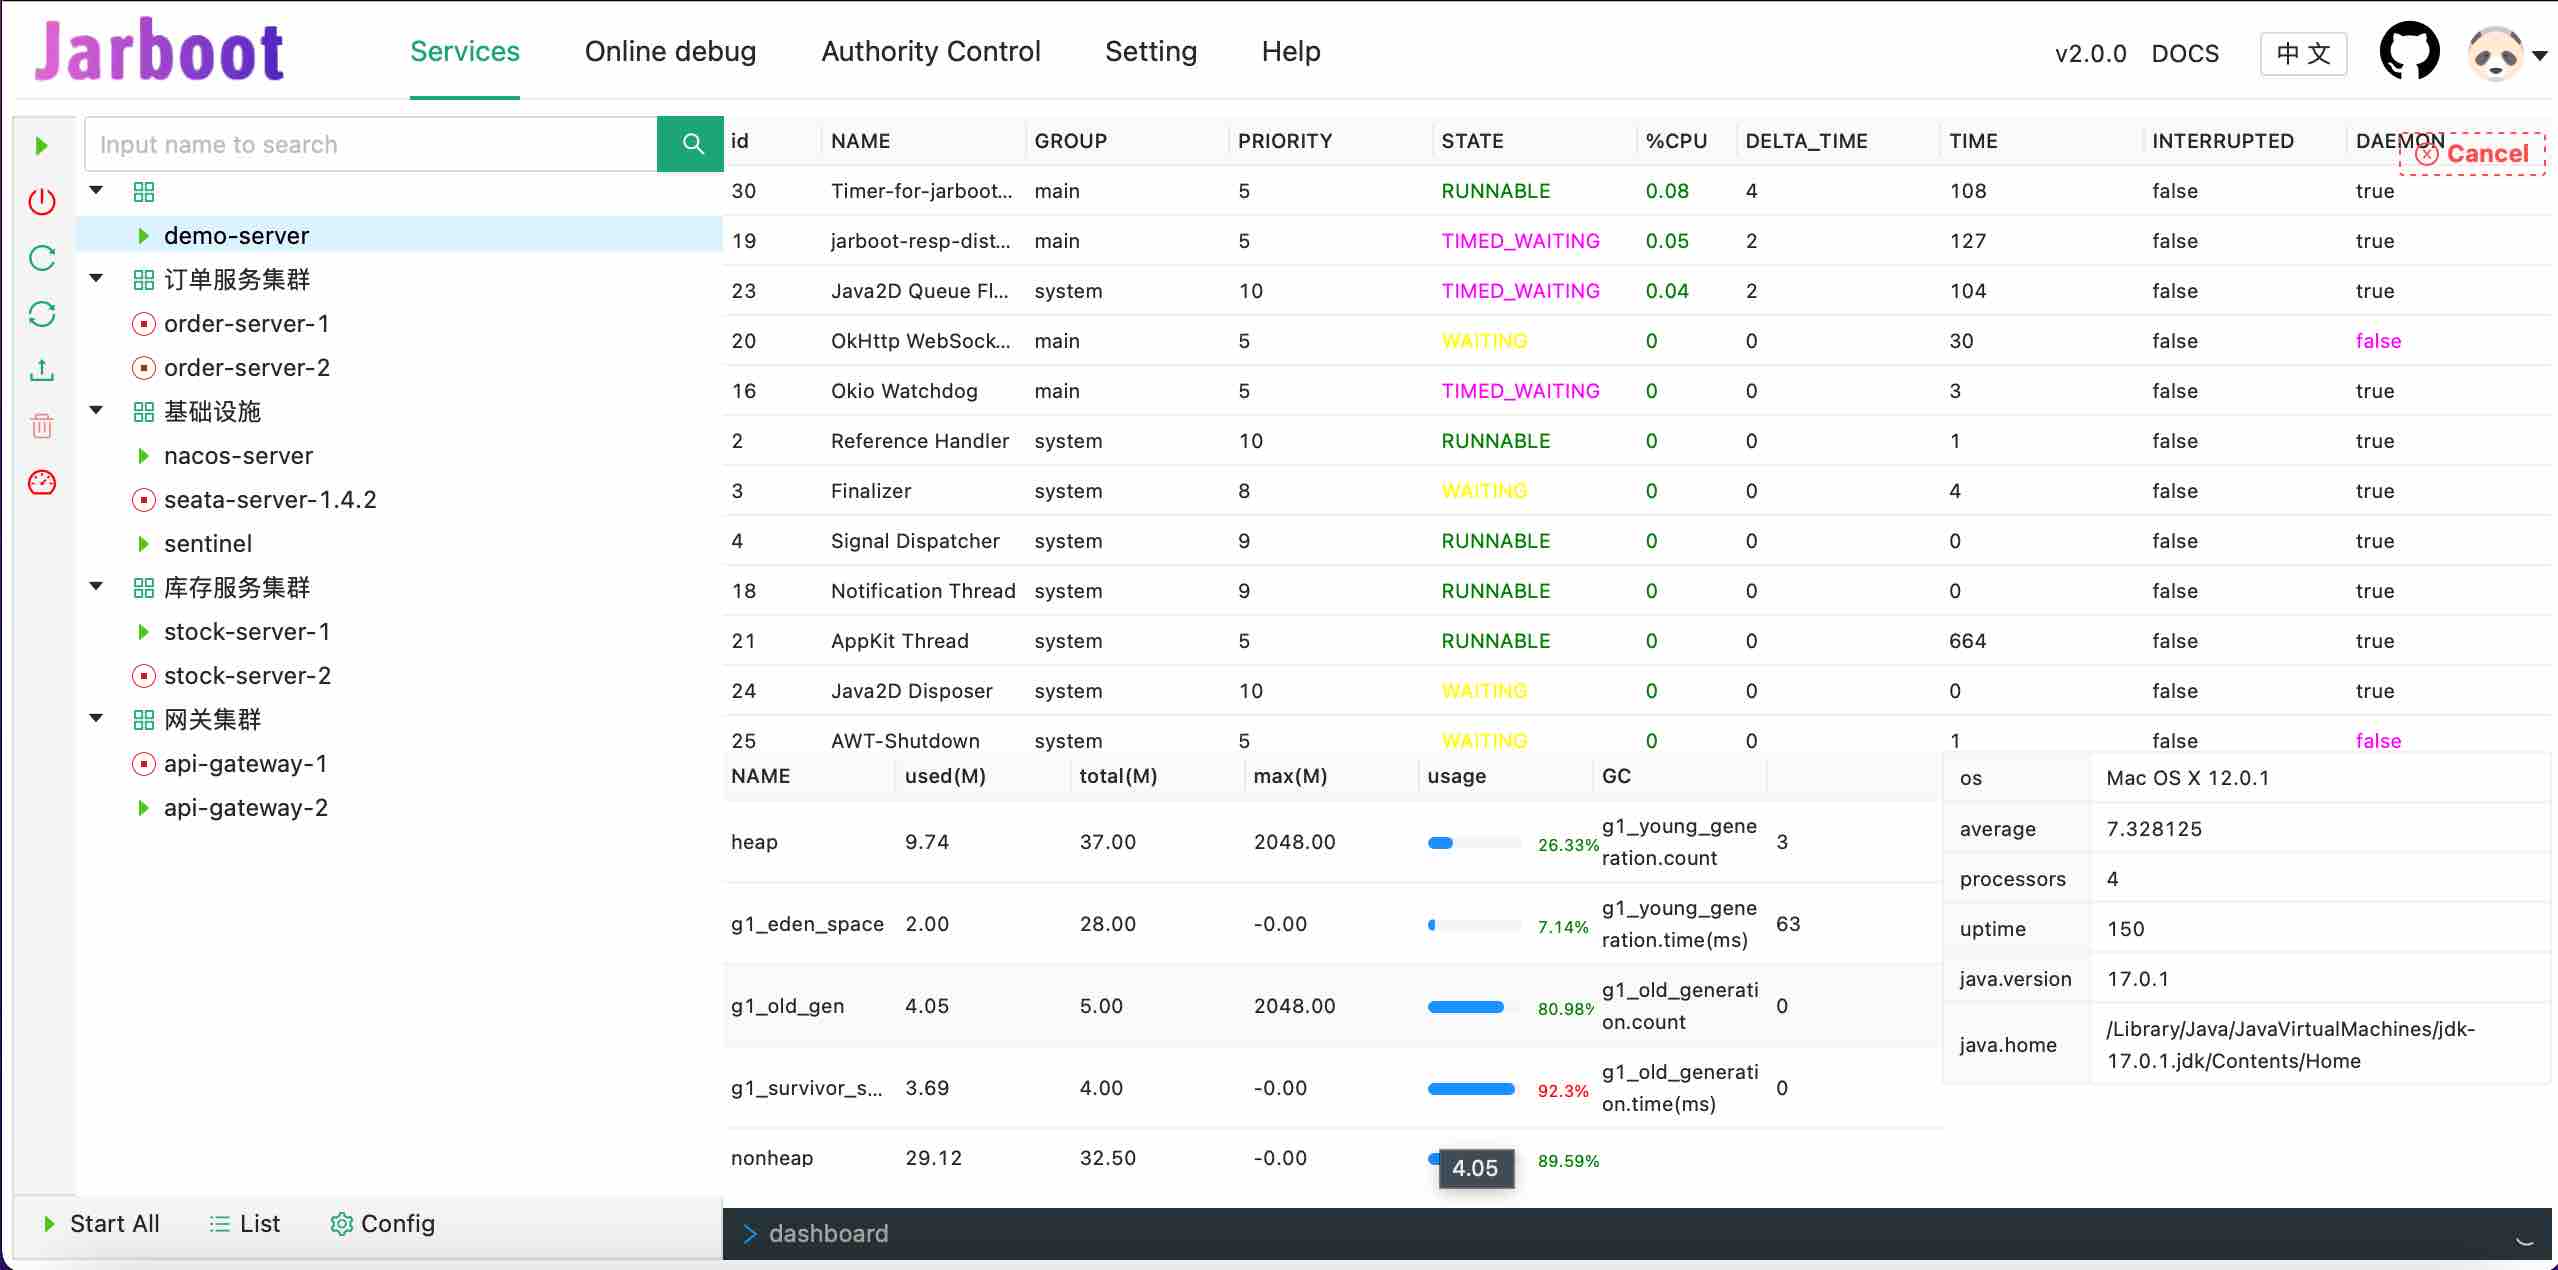 Jarboot
Services Online debug Authority Control Setting Help v2.0.0 DOCS 中文
Input name to search
demo-server
订单服务集群
order-server-1
order-server-2
基础设施
nacos-server
seata-server-1.4.2
sentinel
库存服务集群
stock-server-1
stock-server-2
网关集群
api-gateway-1
api-gateway-2
Start All List Config
id NAME GROUP PRIORITY STATE %CPU DELTA_TIME TIME INTERRUPTED DAEMON
Cancel
30 Timer-for-jarboot... main 5 RUNNABLE 0.08 4 108 false true
19 jarboot-resp-dist... main 5 TIMED_WAITING 0.05 2 127 false true
23 Java2D Queue Fl... system 10 TIMED_WAITING 0.04 2 104 false true
20 OkHttp WebSock... main 5 WAITING 0 0 30 false false
16 Okio Watchdog main 5 TIMED_WAITING 0 0 3 false true
2 Reference Handler system 10 RUNNABLE 0 0 1 false true
3 Finalizer system 8 WAITING 0 0 4 false true
4 Signal Dispatcher system 9 RUNNABLE 0 0 0 false true
18 Notification Thread system 9 RUNNABLE 0 0 0 false true
21 AppKit Thread system 5 RUNNABLE 0 0 664 false true
24 Java2D Disposer system 10 WAITING 0 0 0 false true
25 AWT-Shutdown system 5 WAITING 0 0 1 false false
NAME used(M) total(M) max(M) usage GC
heap 9.74 37.00 2048.00 26.33% g1_young_gene
ration.count 3
g1_eden_space 2.00 28.00 -0.00 7.14% g1_young_gene
ration.time(ms) 63
g1_old_gen 4.05 5.00 2048.00 80.98% g1_old_generati
on.count 0
g1_survivor_s... 3.69 4.00 -0.00 92.3% g1_old_generati
on.time(ms) 0
nonheap 29.12 32.50 -0.00 89.59%
4.05
os Mac OS X 12.0.1
average 7.328125
processors 4
uptime 150
java.version 17.0.1
java.home /Library/Java/JavaVirtualMachines/jdk-
17.0.1.jdk/Contents/Home
> dashboard